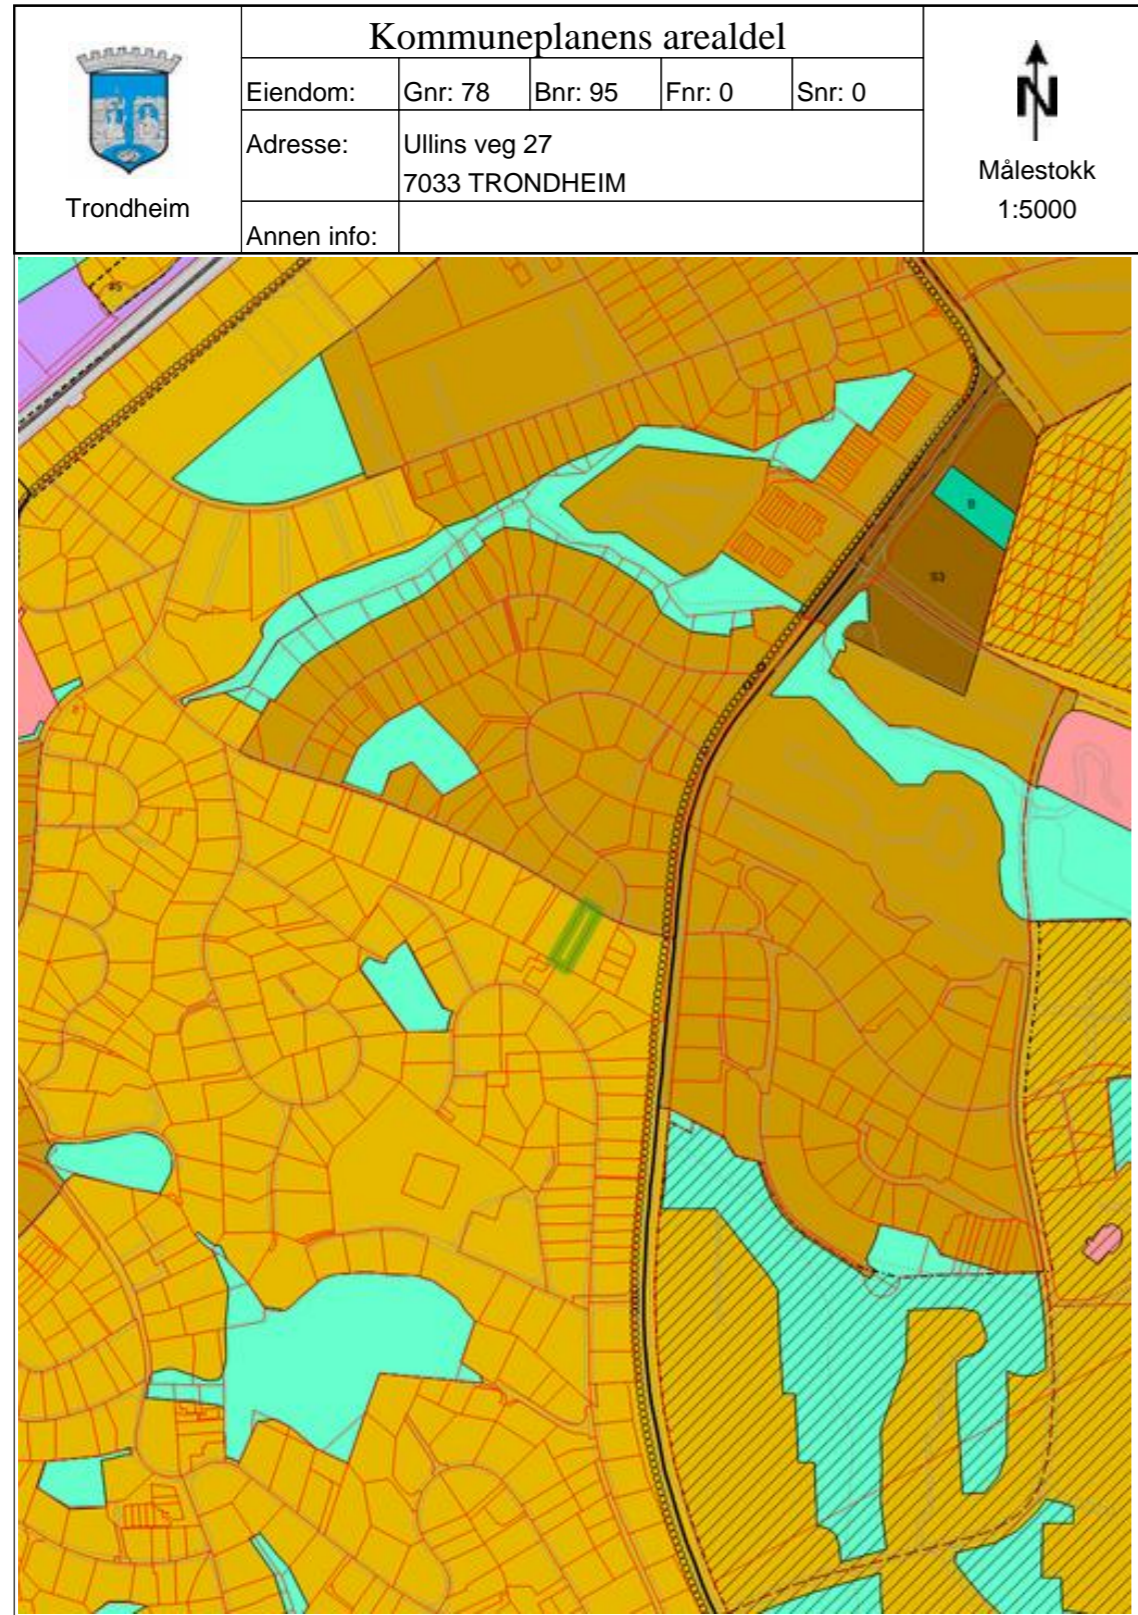 Kommuneplanens arealdel
Eiendom: Gnr: 78 Bnr: 95 Fnr: 0 Snr: 0
Adresse: Ullins veg 27
7033 TRONDHEIM
Annen info:
Trondheim
N
Målestokk
1:5000